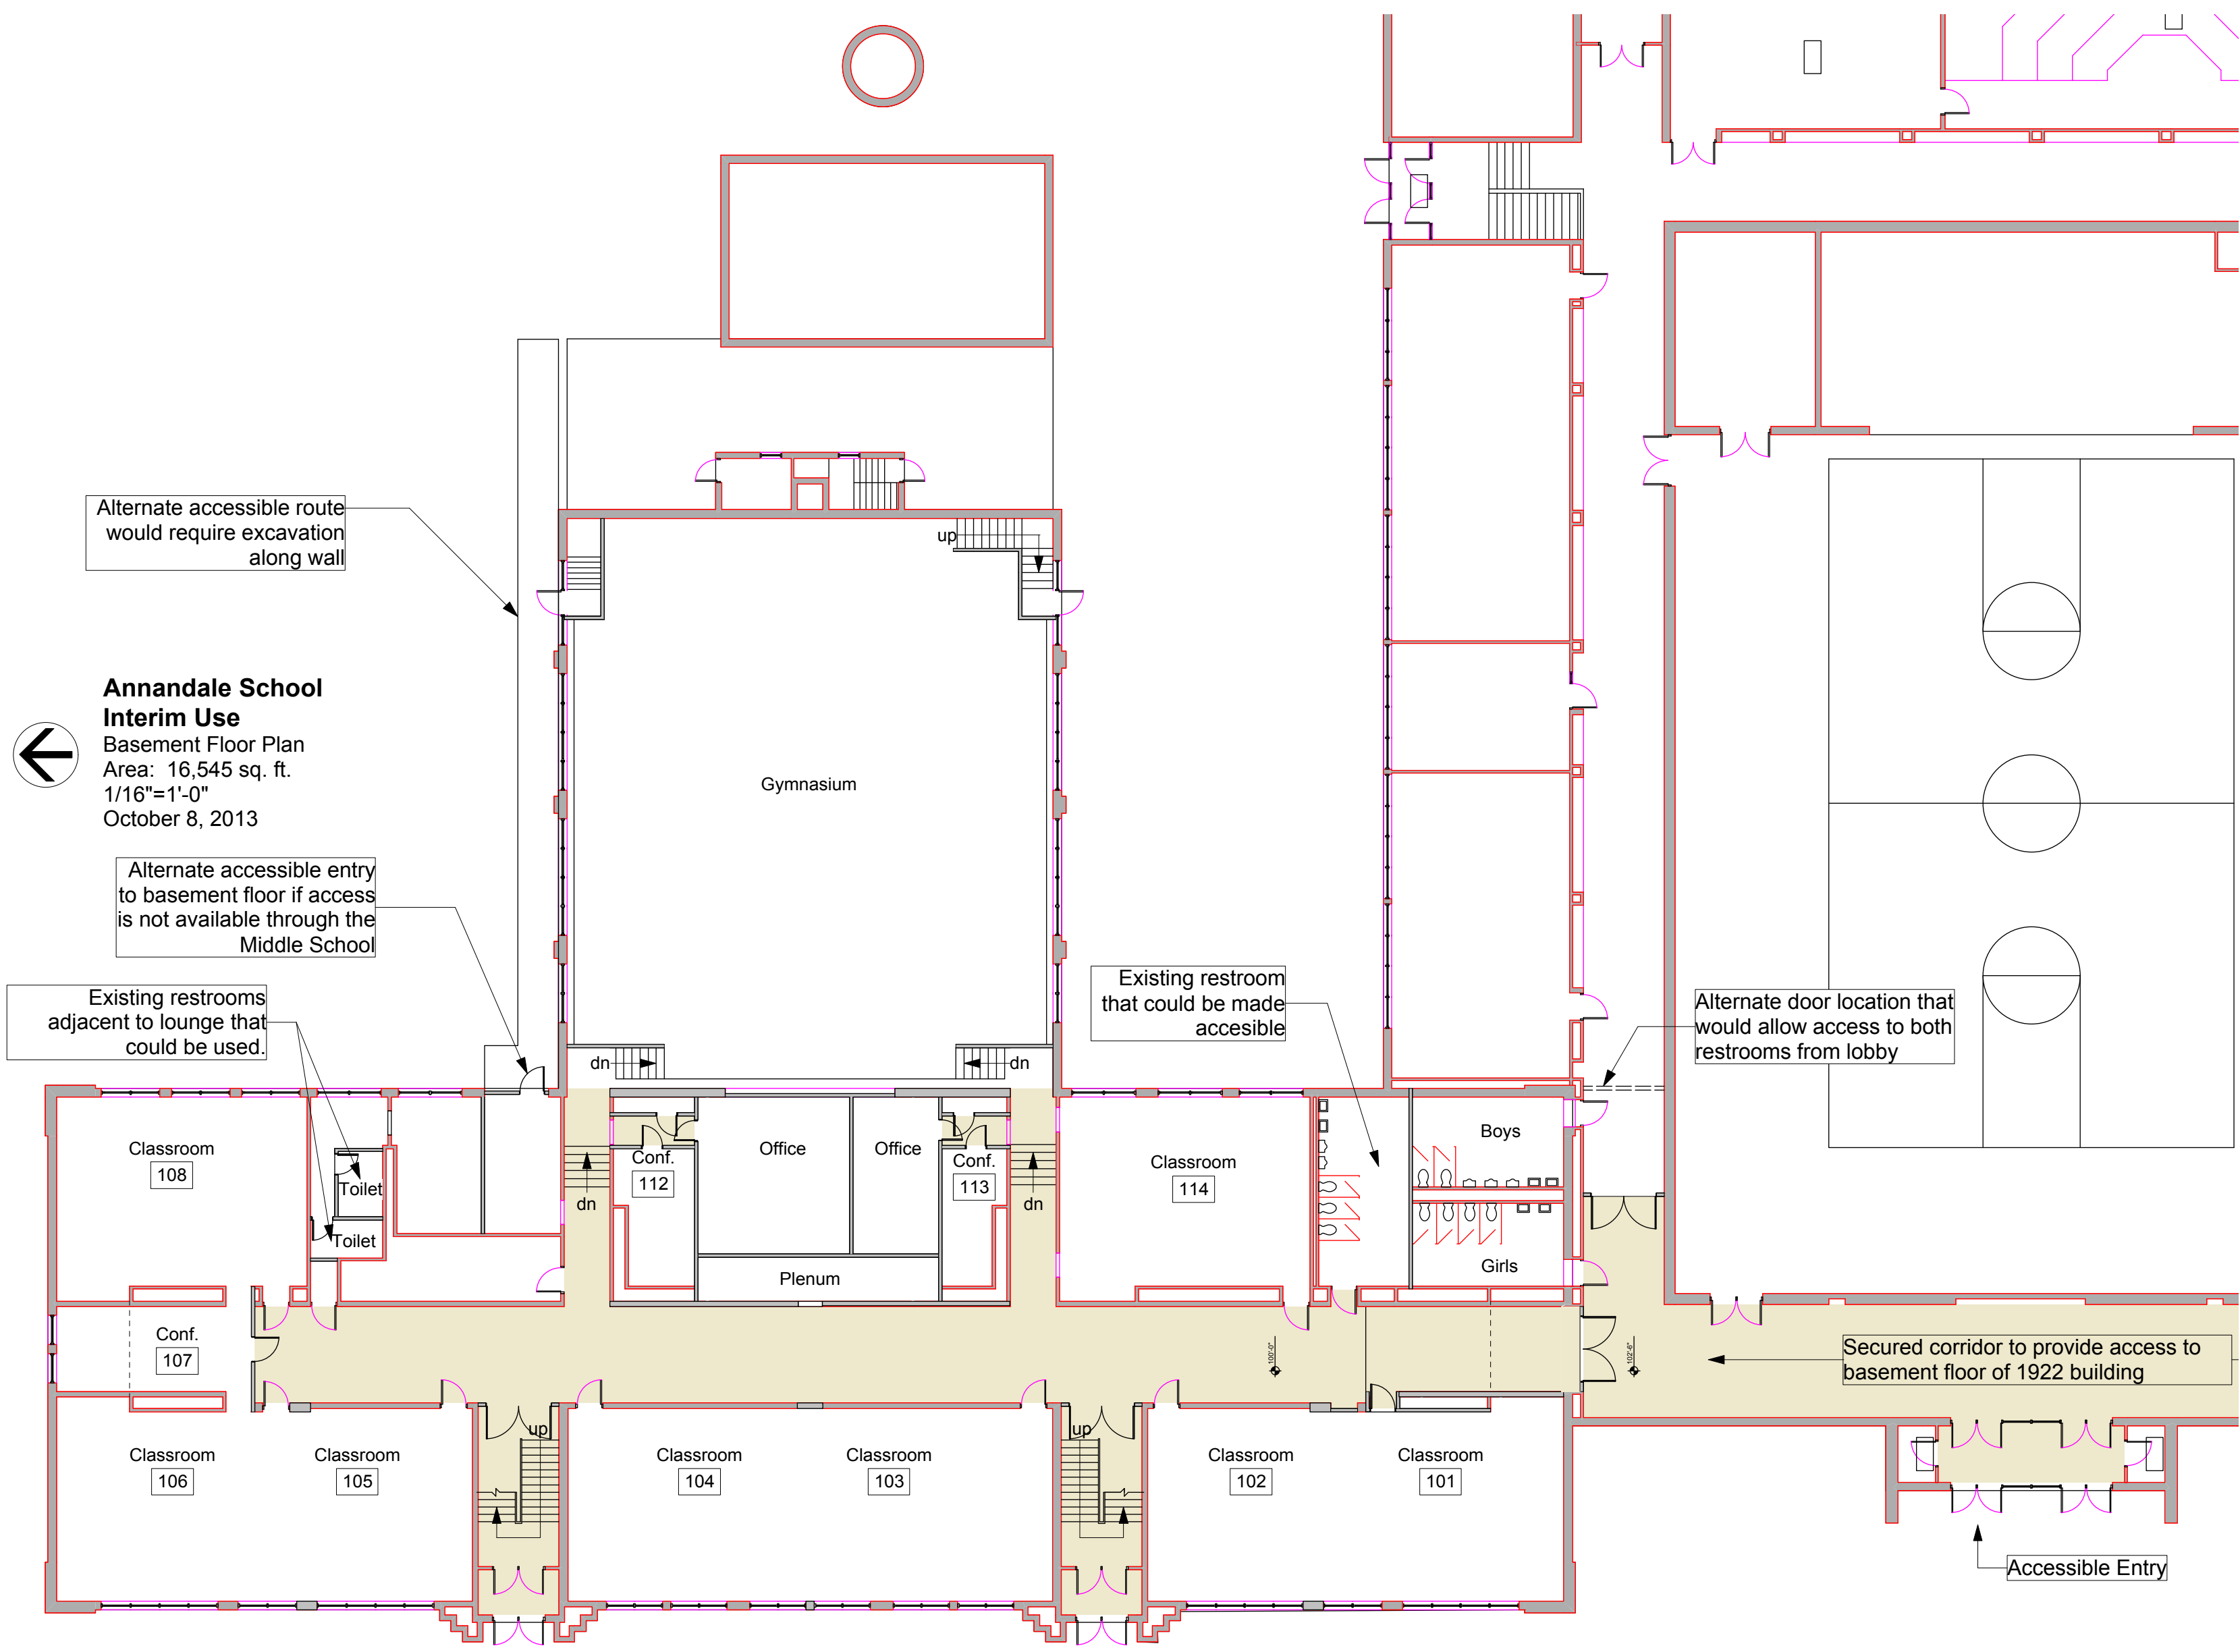 up
Alternate accessible route
would require excavation
along wall
Annandale School
Interim Use
Basement Floor Plan
Area: 16,545 sq. ft.
1/16"=1'-0"
October 8, 2013
Gymnasium
Alternate accessible entry
to basement floor if access
is not available through the
Middle School
Existing restrooms
adjacent to lounge that
could be used.
Existing restroom
that could be made
accesible
Alternate door location that
would allow access to both
restrooms from lobby
dn
dn
Classroom
108
Toilet
Toilet
dn
Conf.
112
Office
Office
Conf.
113
dn
Classroom
114
Boys
Girls
Plenum
Conf.
107
100'-0"
102'-6"
Secured corridor to provide access to
basement floor of 1922 building
up
up
Classroom
106
Classroom
105
Classroom
104
Classroom
103
Classroom
102
Classroom
101
Accessible Entry